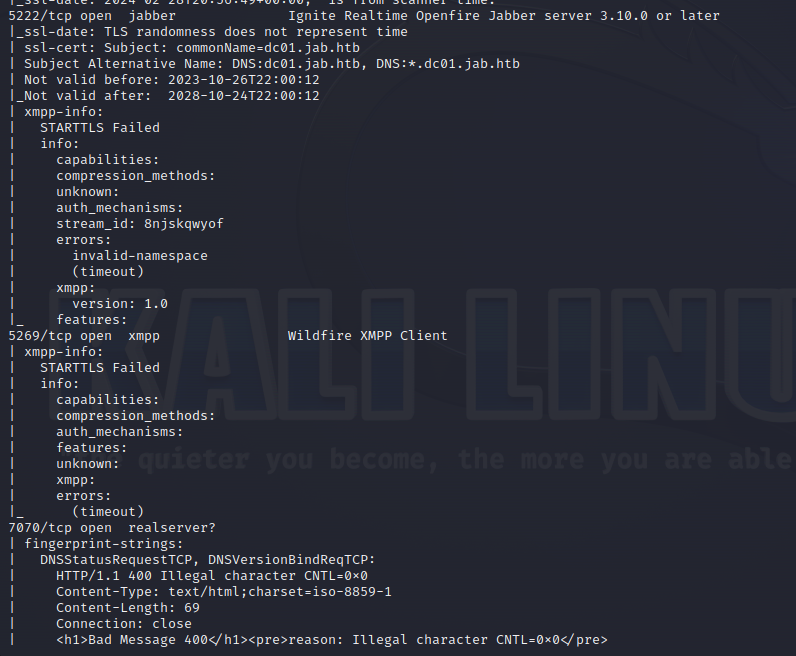 |_ssl-date: 2024-02-28T20:56:49+00:00; is from scanner time.
5222/tcp open  jabber              Ignite Realtime Openfire Jabber server 3.10.0 or later
|_ssl-date: TLS randomness does not represent time
| ssl-cert: Subject: commonName=dc01.jab.htb
| Subject Alternative Name: DNS:dc01.jab.htb, DNS:*.dc01.jab.htb
| Not valid before: 2023-10-26T22:00:12
|_Not valid after:  2028-10-24T22:00:12
| xmpp-info:
|   STARTTLS Failed
|   info:
|     capabilities:
|     compression_methods:
|     unknown:
|     auth_mechanisms:
|     stream_id: 8njskqwyof
|     errors:
|       invalid-namespace
|       (timeout)
|     xmpp:
|       version: 1.0
|_    features:
5269/tcp open  xmpp                Wildfire XMPP Client
| xmpp-info:
|   STARTTLS Failed
|   info:
|     capabilities:
|     compression_methods:
|     auth_mechanisms:
|     features:
|     unknown:
|     xmpp:
|     errors:
|_      (timeout)
7070/tcp open  realserver?
| fingerprint-strings:
|   DNSStatusRequestTCP, DNSVersionBindReqTCP:
|     HTTP/1.1 400 Illegal character CNTL=0x0
|     Content-Type: text/html;charset=iso-8859-1
|     Content-Length: 69
|     Connection: close
|     <h1>Bad Message 400</h1><pre>reason: Illegal character CNTL=0x0</pre>
KALI LINU
quieter you become, the more you are able